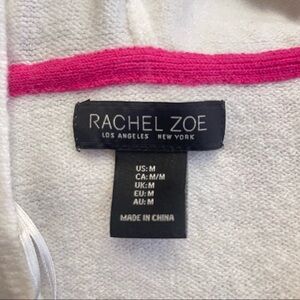 RACHEL ZOE
LOS ANGELES NEW YORK
US: M
CA: M/M
UK: M
EU: M
AU: M
MADE IN CHINA